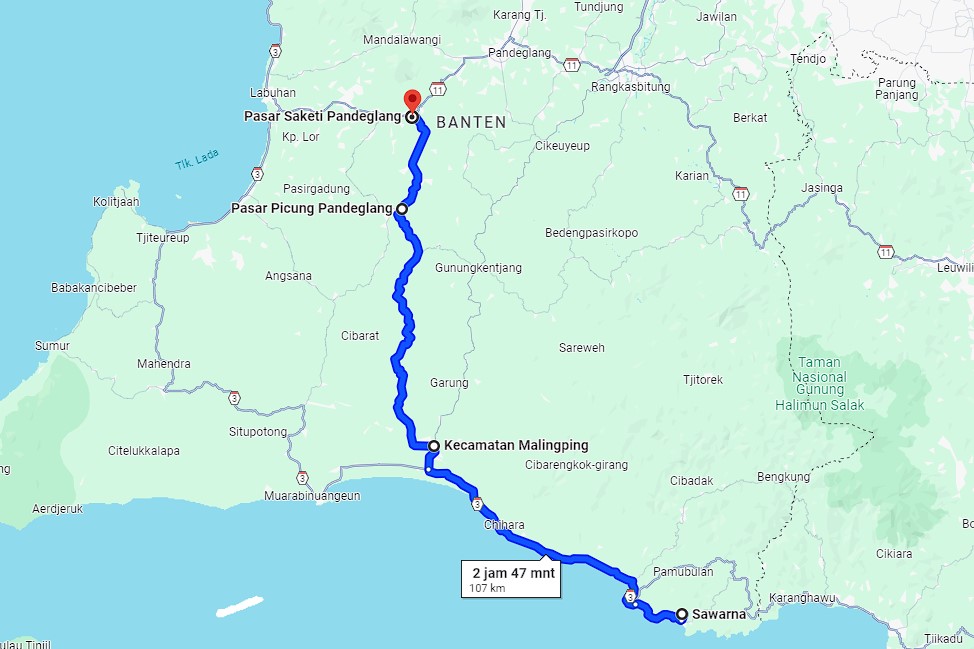 Tundjung
Karang Tj.
Jawilan
Mandalawangi
3
Pandeglang
11
Tendjo
Labuhan
11
Rangkasbitung
Parung
Panjang
Pasar Saketi Pandeglang
BANTEN
Berkat
Kp. Lor
Cikeuyeup
Tlk. Lada
3
Karian
Pasirgadung
11
Jasinga
Kolitjaah
Pasar Picung Pandeglang
Tjiteureup
Bedengpasirkopo
11
Gunungkentjang
Leuwili
Angsana
Babakancibeber
Cibarat
Sumur
Sareweh
Mahendra
Taman
Nasional
Gunung
Halimun Salak
Garung
Tjitorek
3
Situpotong
Kecamatan Malingping
Citelukkalapa
Cibarengkok-girang
ng
3
Cibadak
Bengkung
Muarabinuangeun
Aerdjeruk
3
Chihara
Bo
Cikiara
2 jam 47 mnt
107 km
Pamubulan
3
Karanghawu
Sawarna
Tjikadu
ulau Tinjil